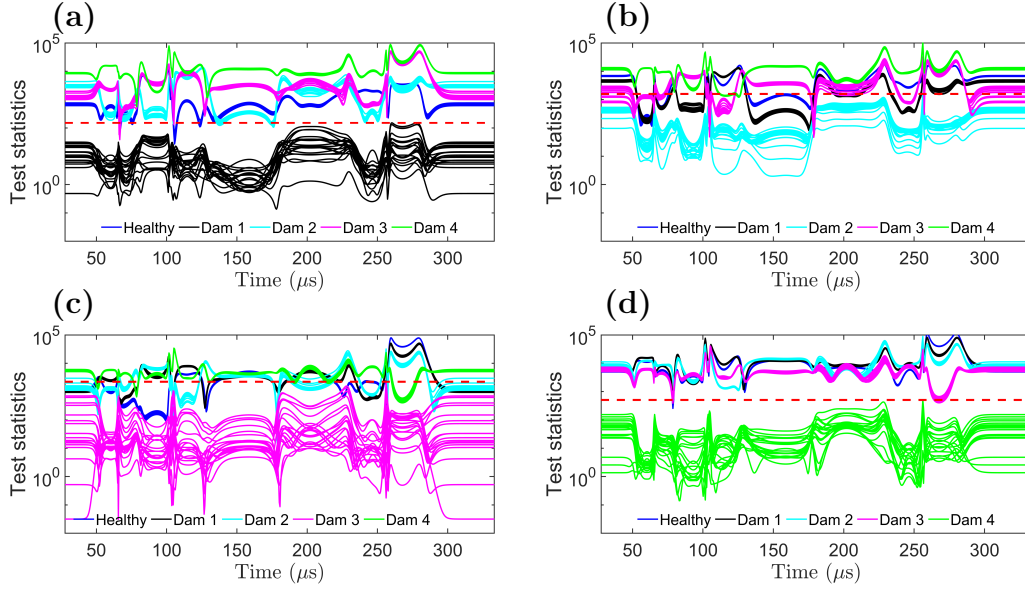 (a)
10^5
10^0
Test statistics
Healthy Dam 1 Dam 2 Dam 3 Dam 4
50 100 150 200 250 300
Time (μs)
(b)
10^5
10^0
Test statistics
Healthy Dam 1 Dam 2 Dam 3 Dam 4
50 100 150 200 250 300
Time (μs)
(c)
10^5
10^0
Test statistics
Healthy Dam 1 Dam 2 Dam 3 Dam 4
50 100 150 200 250 300
Time (μs)
(d)
10^5
10^0
Test statistics
Healthy Dam 1 Dam 2 Dam 3 Dam 4
50 100 150 200 250 300
Time (μs)